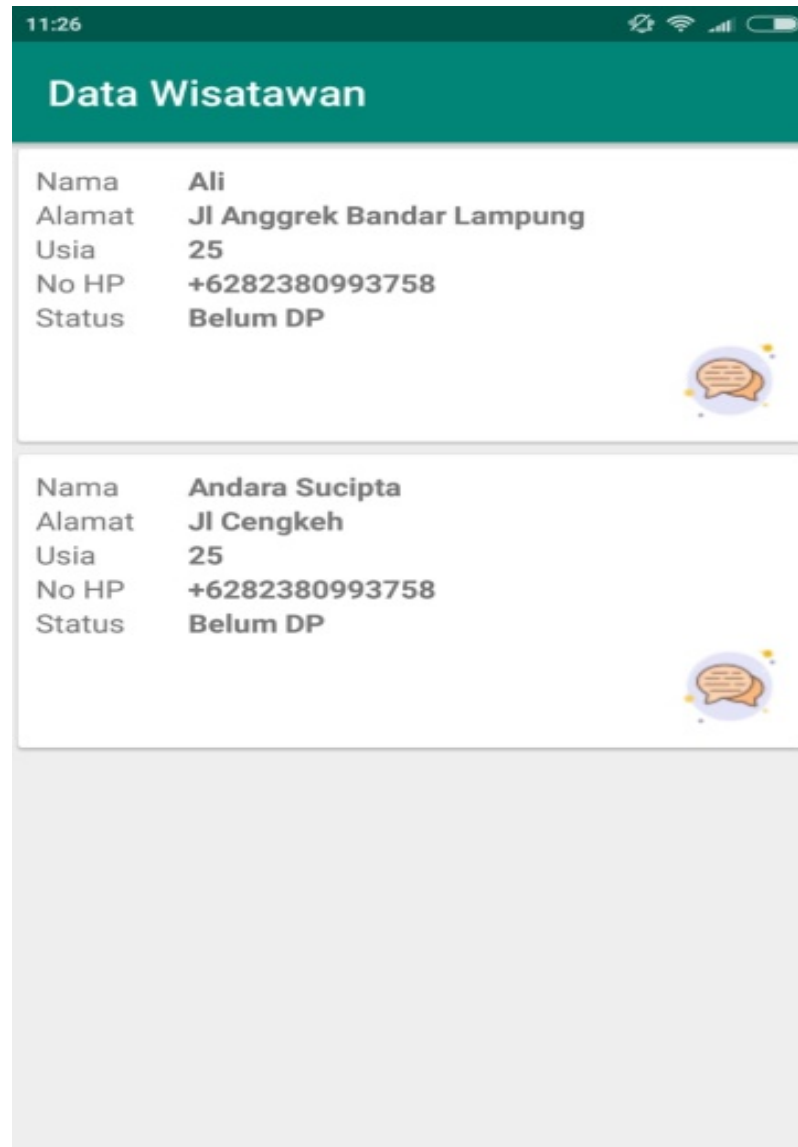 11:26
Data Wisatawan
Nama Ali
Alamat Jl Anggrek Bandar Lampung
Usia 25
No HP +6282380993758
Status Belum DP
Nama Andara Sucipta
Alamat Jl Cengkeh
Usia 25
No HP +6282380993758
Status Belum DP